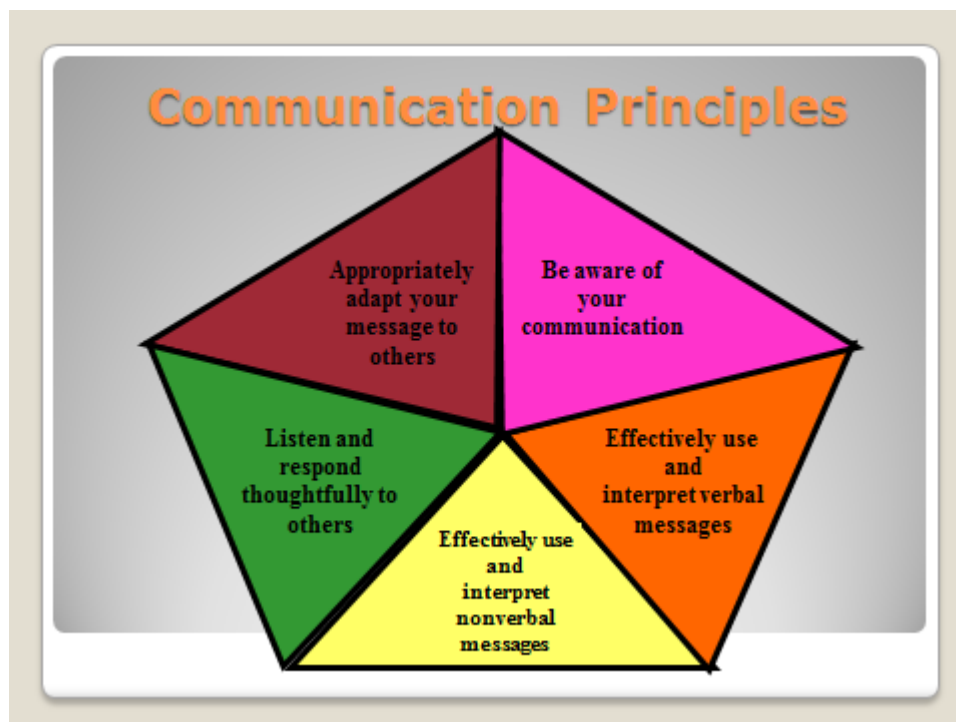 Communication Principles
Appropriately
adapt your
message to
others
Be aware of
your
communication
Listen and
respond
thoughtfully to
others
Effectively use
and
interpret verbal
messages
Effectively use
and
interpret
nonverbal
messages